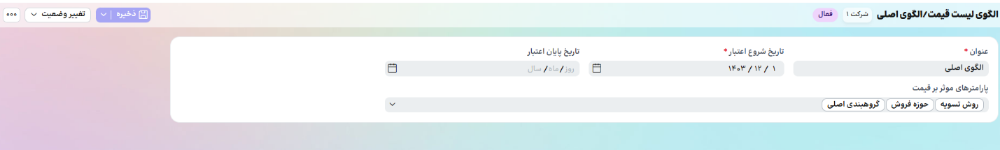 الگوی لیست قیمت/الگوی اصلی شرکت ۱ فعال ذخیره تغییر وضعیت
عنوان * تاریخ شروع اعتبار * تاریخ پایان اعتبار
الگوی اصلی ۱۴۰۳ / ۱۲ / ۱ روز/ماه/سال
پارامترهای موثر بر قیمت
روش تسویه حوزه فروش گروهبندی اصلی